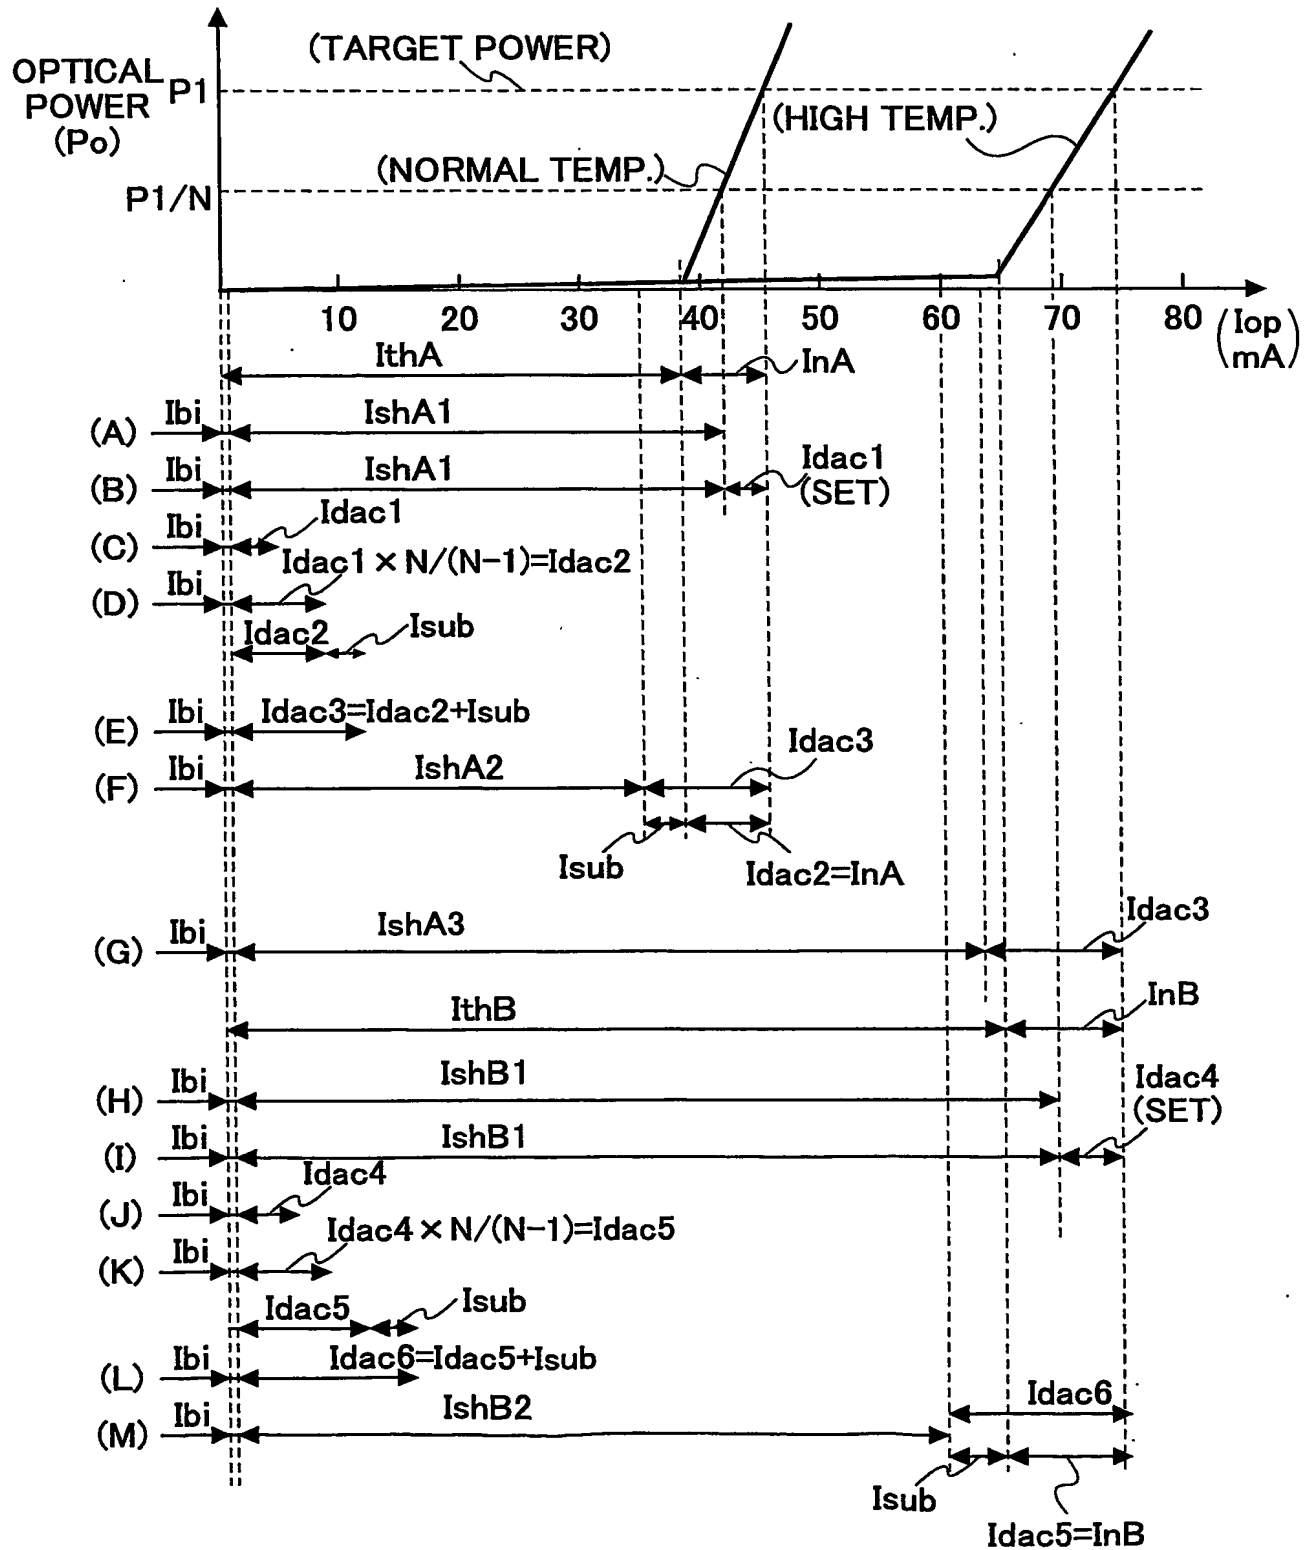 (TARGET POWER)
OPTICAL
POWER
(Po)
P1
(HIGH TEMP.)
(NORMAL TEMP.)
P1/N
10 20 30 40 50 60 70 80
(Iop
mA)
IthA InA
(A) Ibi IshA1
(B) Ibi IshA1 Idac1
(SET)
(C) Ibi Idac1
(D) Ibi Idac1 × N/(N-1)=Idac2
Idac2 Isub
(E) Ibi Idac3=Idac2+Isub
(F) Ibi IshA2 Idac3
Isub Idac2=InA
(G) Ibi IshA3 Idac3
IthB InB
(H) Ibi IshB1
(I) Ibi IshB1 Idac4
(SET)
(J) Ibi Idac4
(K) Ibi Idac4 × N/(N-1)=Idac5
Idac5 Isub
(L) Ibi Idac6=Idac5+Isub
(M) Ibi IshB2 Idac6
Isub
Idac5=InB